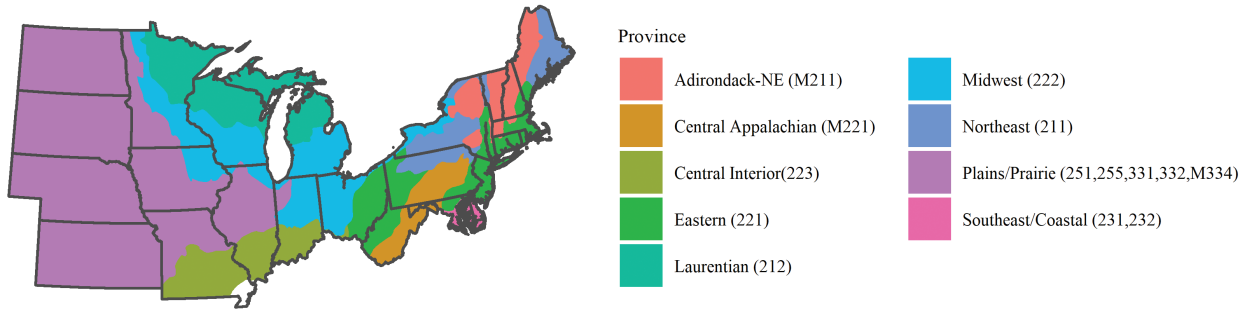 Province
Adirondack-NE (M211)
Central Appalachian (M221)
Central Interior(223)
Eastern (221)
Laurentian (212)
Midwest (222)
Northeast (211)
Plains/Prairie (251,255,331,332,M334)
Southeast/Coastal (231,232)